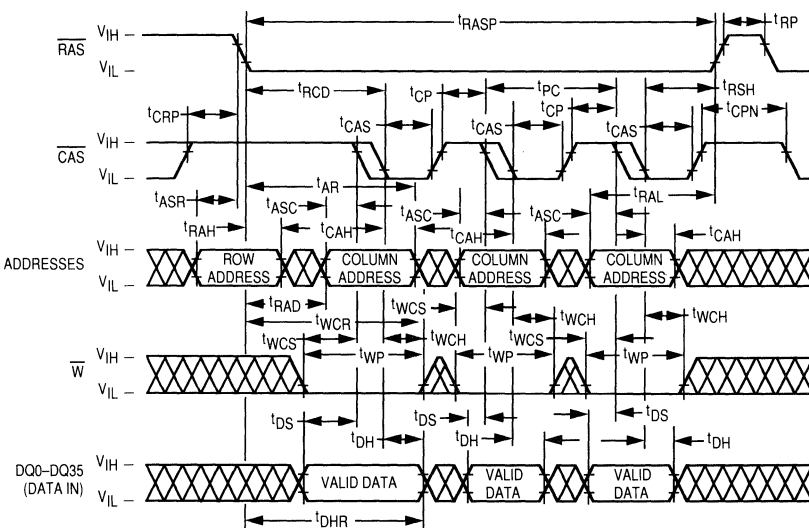 tRASP tRP
RAS VIH
VIL
tRCD tCP tPC tCP tRSH
tCRP tCAS tCAS tCAS tCPN
CAS VIH
VIL
tASR tAR tRAL
tRAH tASC tCAH tASC tCAH tASC tCAH
ADDRESSES VIH
VIL
ROW ADDRESS
COLUMN ADDRESS
COLUMN ADDRESS
COLUMN ADDRESS
tRAD tWCS
tWCR tWCH tWCH
tWCS tWCH tWCS
tWP tWP tWP
W VIH
VIL
tDS tDS tDS
tDH tDH tDH
DQ0–DQ35
(DATA IN)
VIH
VIL
VALID DATA
VALID DATA
VALID DATA
tDHR